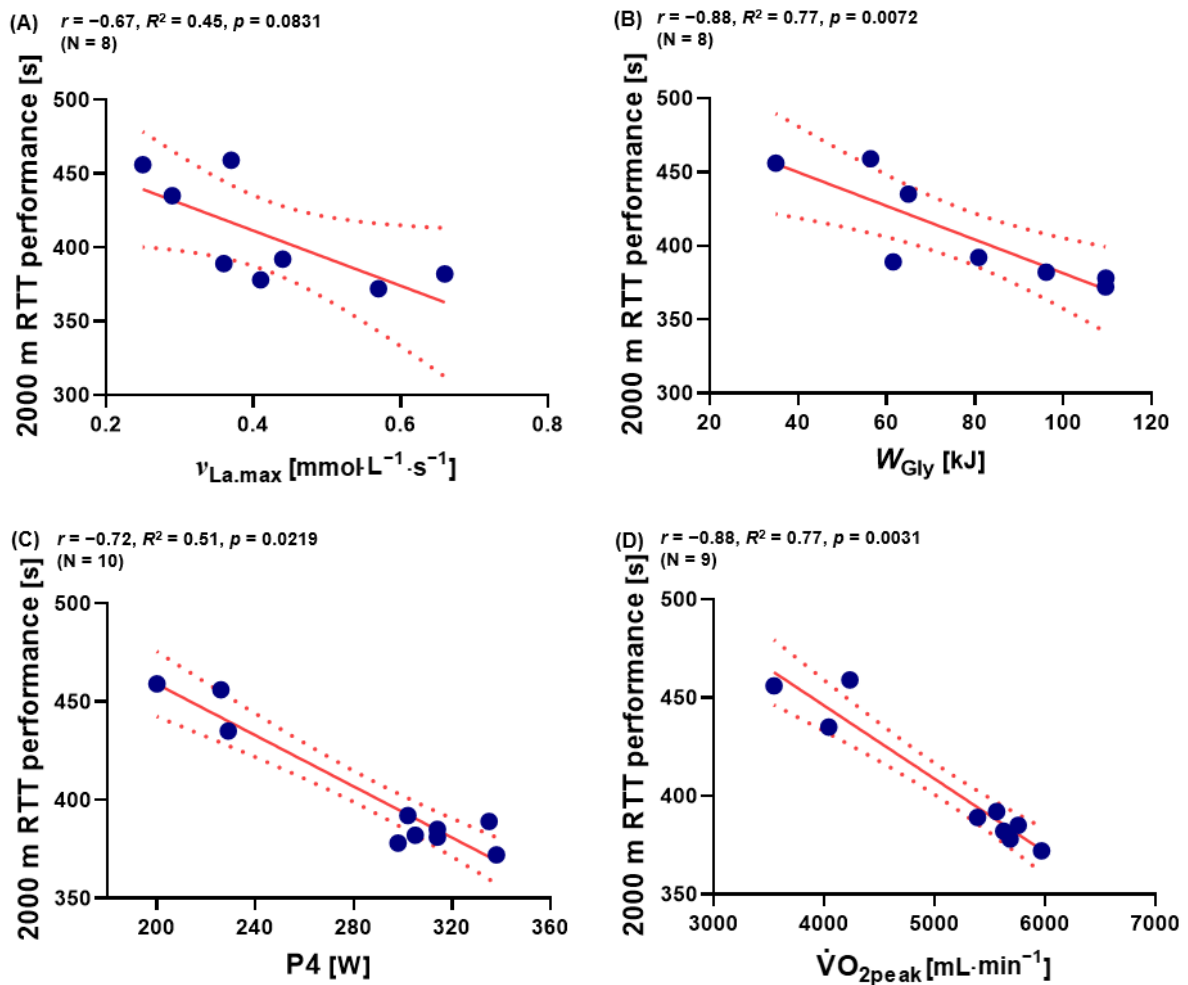 (A) r = −0.67, R² = 0.45, p = 0.0831
(N = 8)
2000 m RTT performance [s]
500
450
400
350
300
0.2 0.4 0.6 0.8
νLa.max [mmol·L⁻¹·s⁻¹]
(B) r = −0.88, R² = 0.77, p = 0.0072
(N = 8)
2000 m RTT performance [s]
500
450
400
350
300
20 40 60 80 100 120
WGly [kJ]
(C) r = −0.72, R² = 0.51, p = 0.0219
(N = 10)
2000 m RTT performance [s]
500
450
400
350
200 240 280 320 360
P4 [W]
(D) r = −0.88, R² = 0.77, p = 0.0031
(N = 9)
2000 m RTT performance [s]
500
450
400
350
3000 4000 5000 6000 7000
V̇O₂peak [mL·min⁻¹]